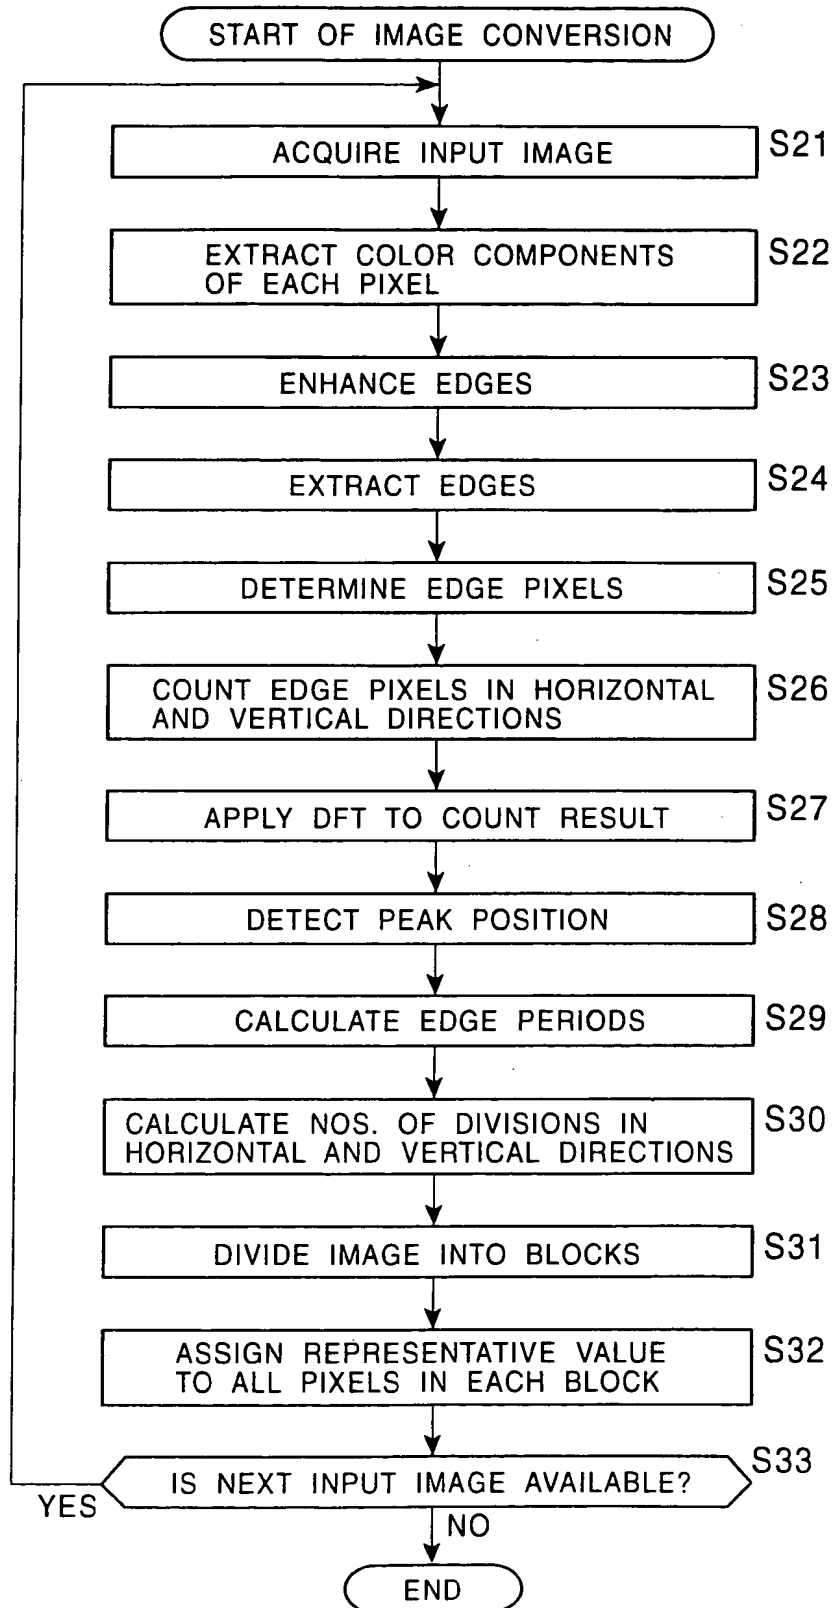 START OF IMAGE CONVERSION
ACQUIRE INPUT IMAGE
S21
EXTRACT COLOR COMPONENTS
OF EACH PIXEL
S22
ENHANCE EDGES
S23
EXTRACT EDGES
S24
DETERMINE EDGE PIXELS
S25
COUNT EDGE PIXELS IN HORIZONTAL
AND VERTICAL DIRECTIONS
S26
APPLY DFT TO COUNT RESULT
S27
DETECT PEAK POSITION
S28
CALCULATE EDGE PERIODS
S29
CALCULATE NOS. OF DIVISIONS IN
HORIZONTAL AND VERTICAL DIRECTIONS
S30
DIVIDE IMAGE INTO BLOCKS
S31
ASSIGN REPRESENTATIVE VALUE
TO ALL PIXELS IN EACH BLOCK
S32
IS NEXT INPUT IMAGE AVAILABLE?
S33
YES
NO
END